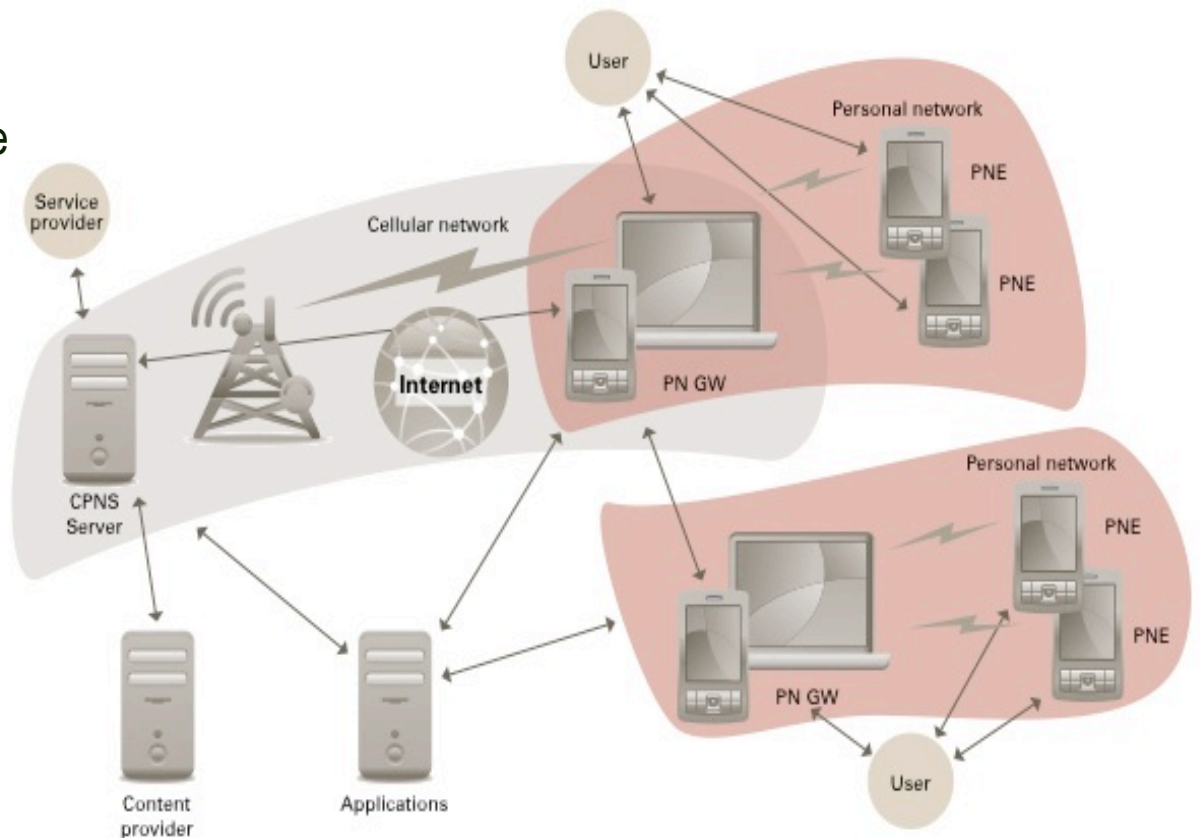 e
User
Personal network
PNE
Service
provider
Cellular network
PNE
Internet
PN GW
CPNS
Server
Personal network
PNE
PNE
PN GW
User
Content
provider
Applications